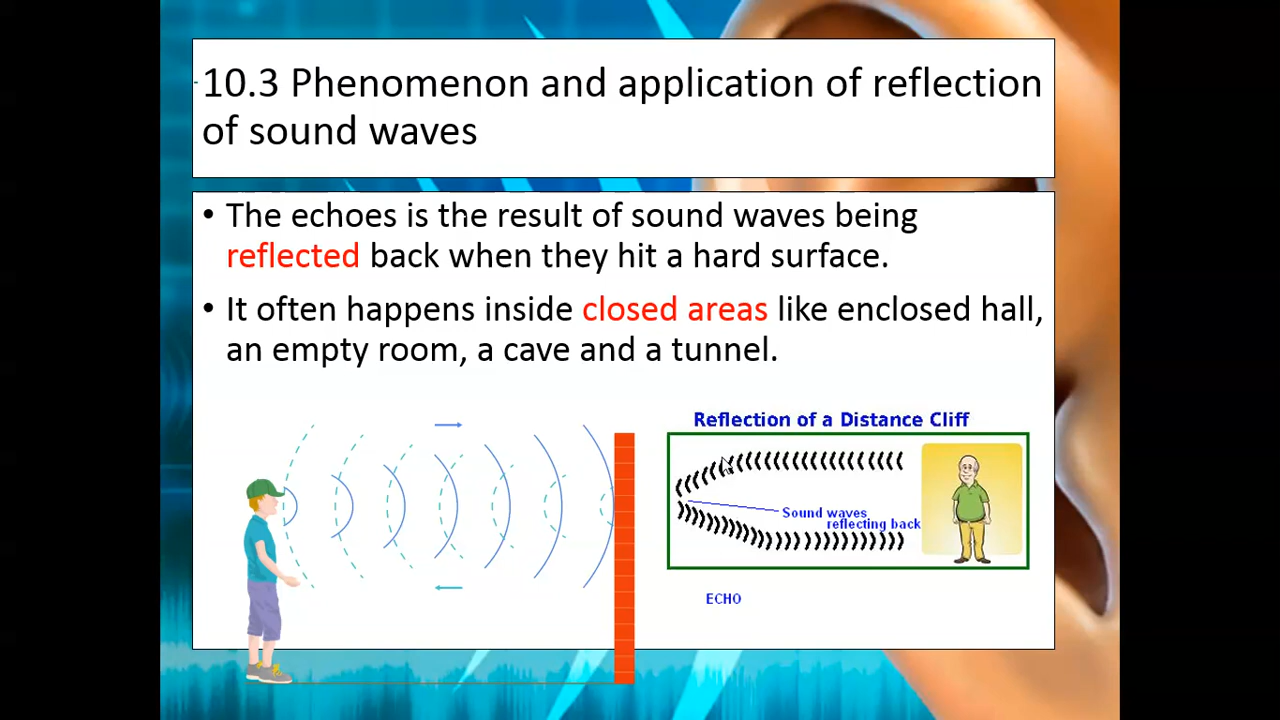 10.3 Phenomenon and application of reflection
of sound waves
• The echoes is the result of sound waves being
reflected back when they hit a hard surface.
• It often happens inside closed areas like enclosed hall,
an empty room, a cave and a tunnel.
Reflection of a Distance Cliff
Sound waves
reflecting back
ECHO